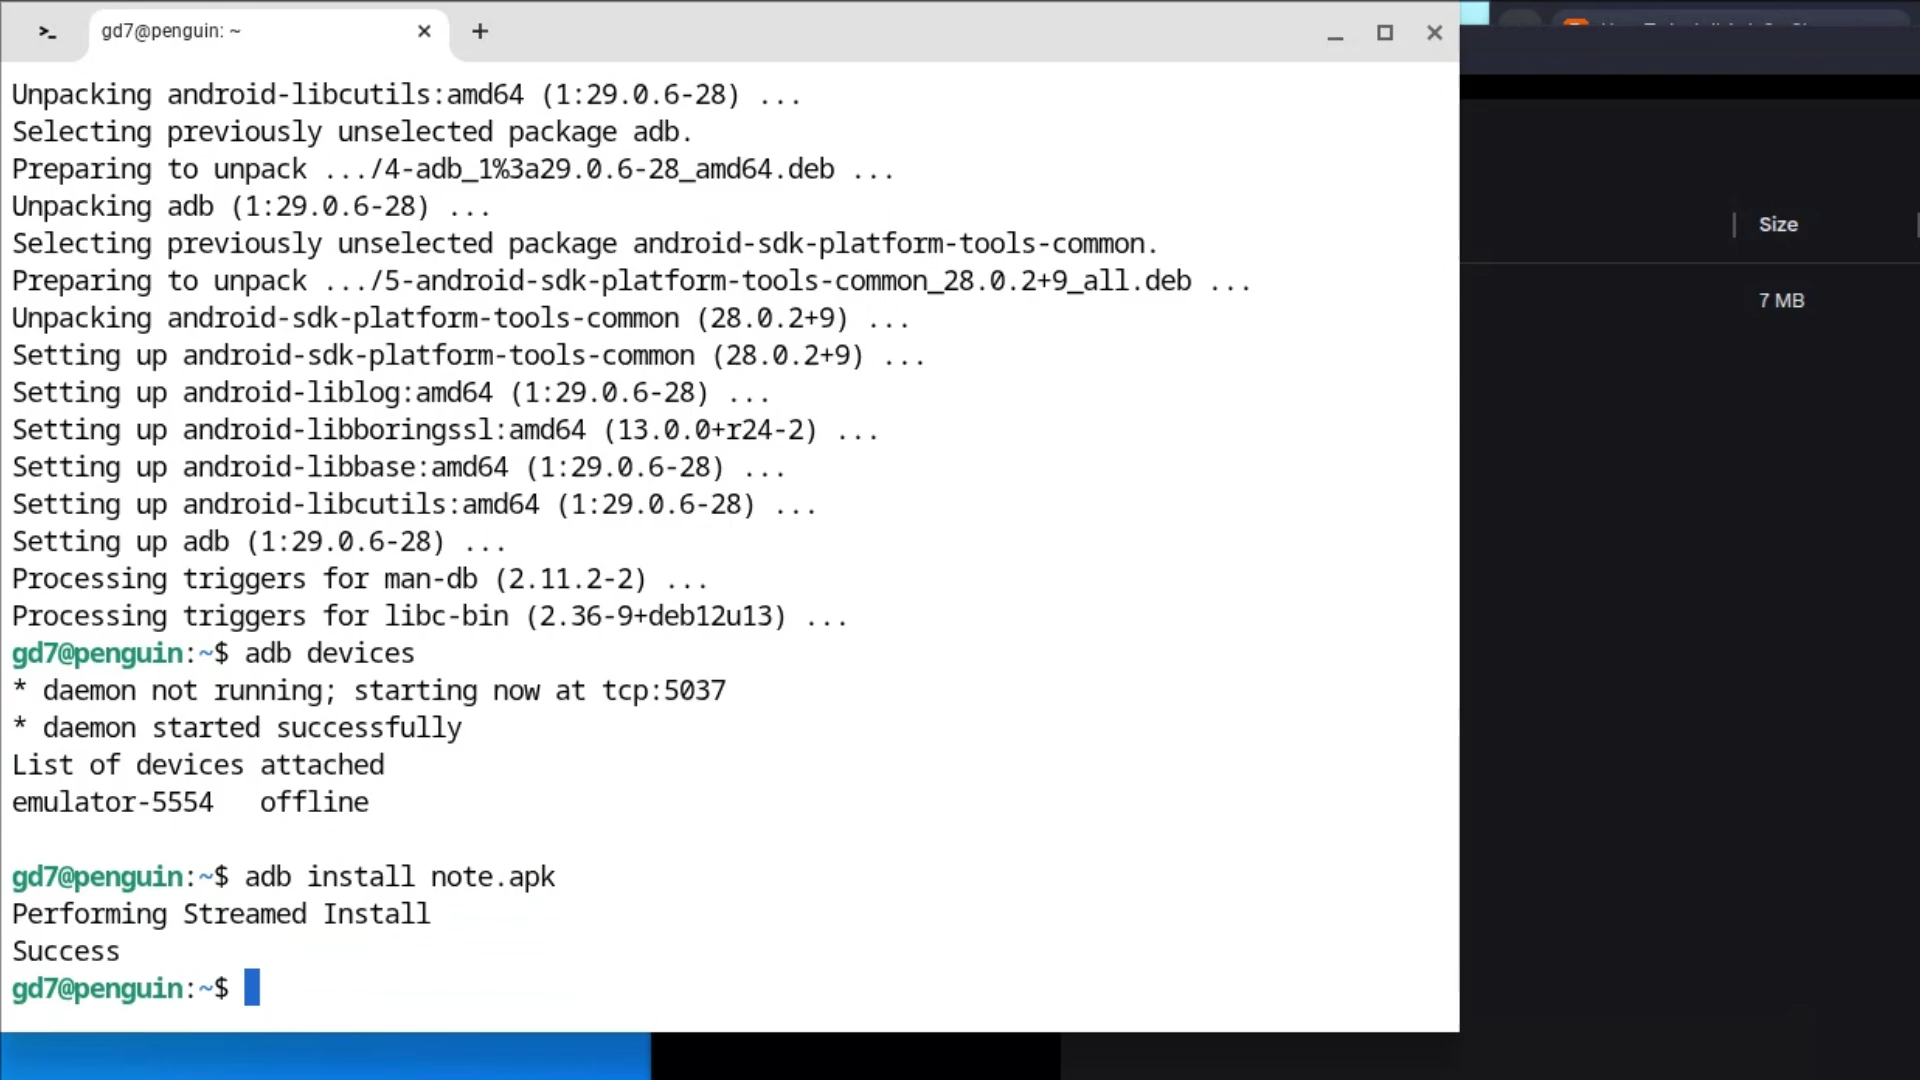 gd7@penguin: ~
Unpacking android-libcutils:amd64 (1:29.0.6-28) ...
Selecting previously unselected package adb.
Preparing to unpack .../4-adb_1%3a29.0.6-28_amd64.deb ...
Unpacking adb (1:29.0.6-28) ...
Selecting previously unselected package android-sdk-platform-tools-common.
Preparing to unpack .../5-android-sdk-platform-tools-common_28.0.2+9_all.deb ...
Unpacking android-sdk-platform-tools-common (28.0.2+9) ...
Setting up android-sdk-platform-tools-common (28.0.2+9) ...
Setting up android-liblog:amd64 (1:29.0.6-28) ...
Setting up android-libboringssl:amd64 (13.0.0+r24-2) ...
Setting up android-libbase:amd64 (1:29.0.6-28) ...
Setting up android-libcutils:amd64 (1:29.0.6-28) ...
Setting up adb (1:29.0.6-28) ...
Processing triggers for man-db (2.11.2-2) ...
Processing triggers for libc-bin (2.36-9+deb12u13) ...
gd7@penguin:~$ adb devices
* daemon not running; starting now at tcp:5037
* daemon started successfully
List of devices attached
emulator-5554   offline
gd7@penguin:~$ adb install note.apk
Performing Streamed Install
Success
gd7@penguin:~$
Size
7 MB